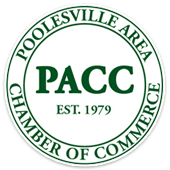 POOLESVILLE AREA
PACC
EST. 1979
CHAMBER OF COMMERCE